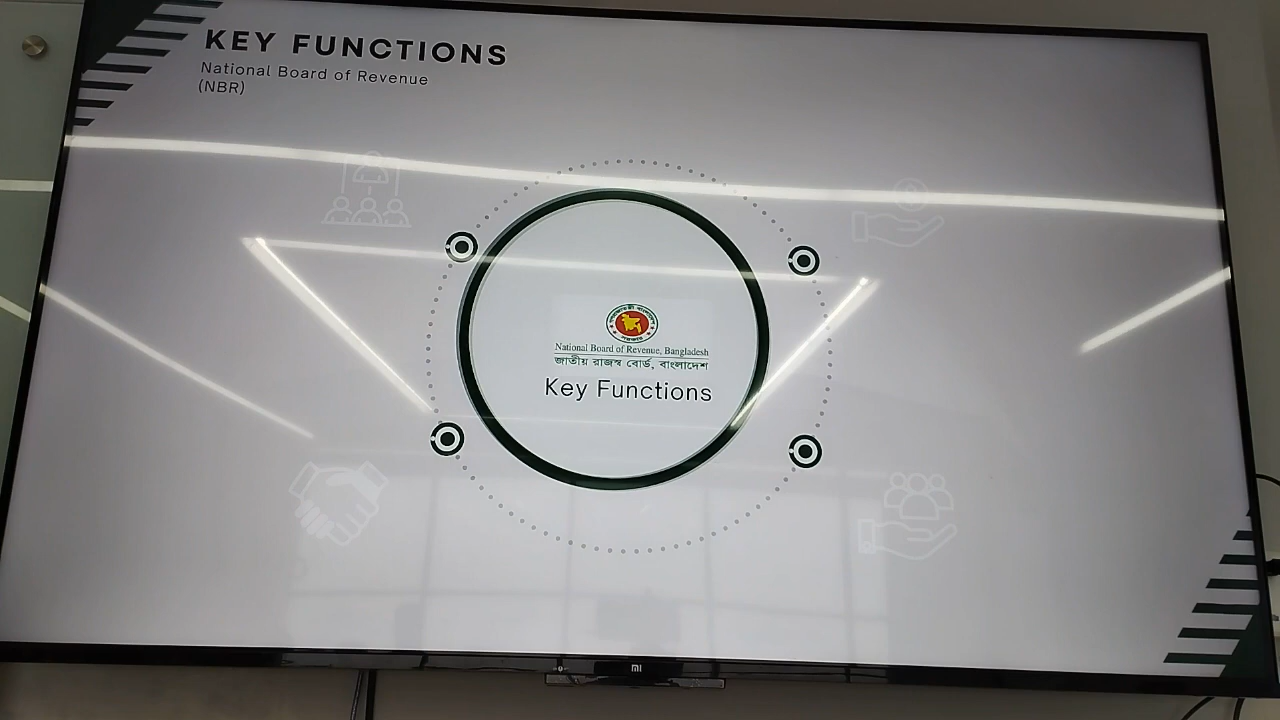 KEY FUNCTIONS
National Board of Revenue
(NBR)
National Board of Revenue, Bangladesh
জাতীয় রাজস্ব বোর্ড, বাংলাদেশ
Key Functions
mi